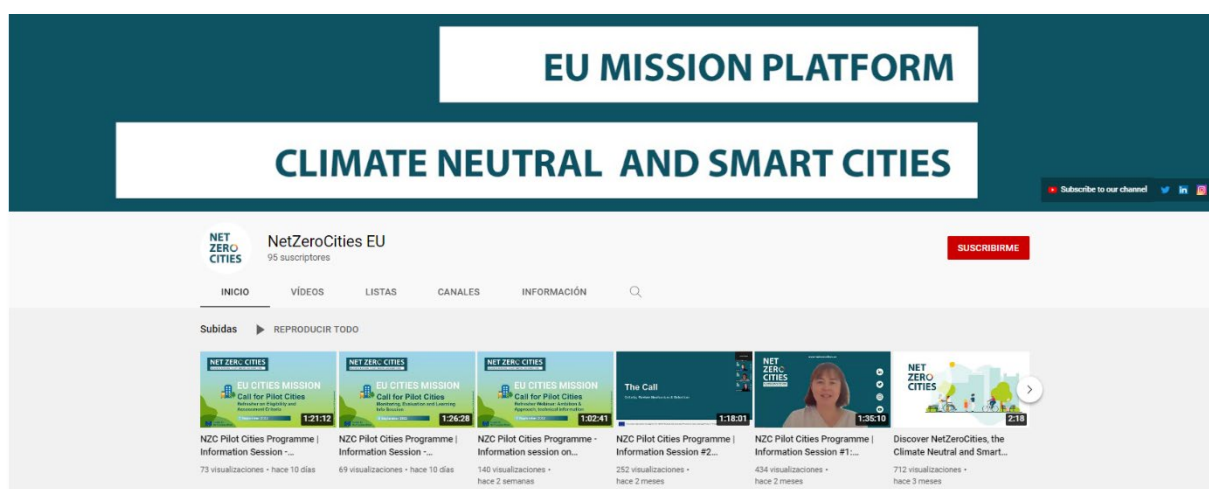 EU MISSION PLATFORM
CLIMATE NEUTRAL AND SMART CITIES
Subscribe to our channel
NET
ZERO
CITIES
NetZeroCities EU
95 suscriptores
SUSCRIBIRME
INICIO VÍDEOS LISTAS CANALES INFORMACIÓN
Subidas REPRODUCIR TODO
NET ZERO CITIES
EU CITIES MISSION
Call for Pilot Cities
1:21:12
NZC Pilot Cities Programme |
Information Session -...
73 visualizaciones • hace 10 días
NET ZERO CITIES
EU CITIES MISSION
Call for Pilot Cities
1:26:28
NZC Pilot Cities Programme |
Information Session -...
69 visualizaciones • hace 10 días
NET ZERO CITIES
EU CITIES MISSION
Call for Pilot Cities
1:02:41
NZC Pilot Cities Programme -
Information session on...
140 visualizaciones •
hace 2 semanas
The Call
1:18:01
NZC Pilot Cities Programme |
Information Session #2...
252 visualizaciones •
hace 2 meses
NET
ZERO
CITIES
1:35:10
NZC Pilot Cities Programme |
Information Session #1:...
434 visualizaciones •
hace 2 meses
NET
ZERO
CITIES
2:18
Discover NetZeroCities, the
Climate Neutral and Smart...
712 visualizaciones •
hace 3 meses